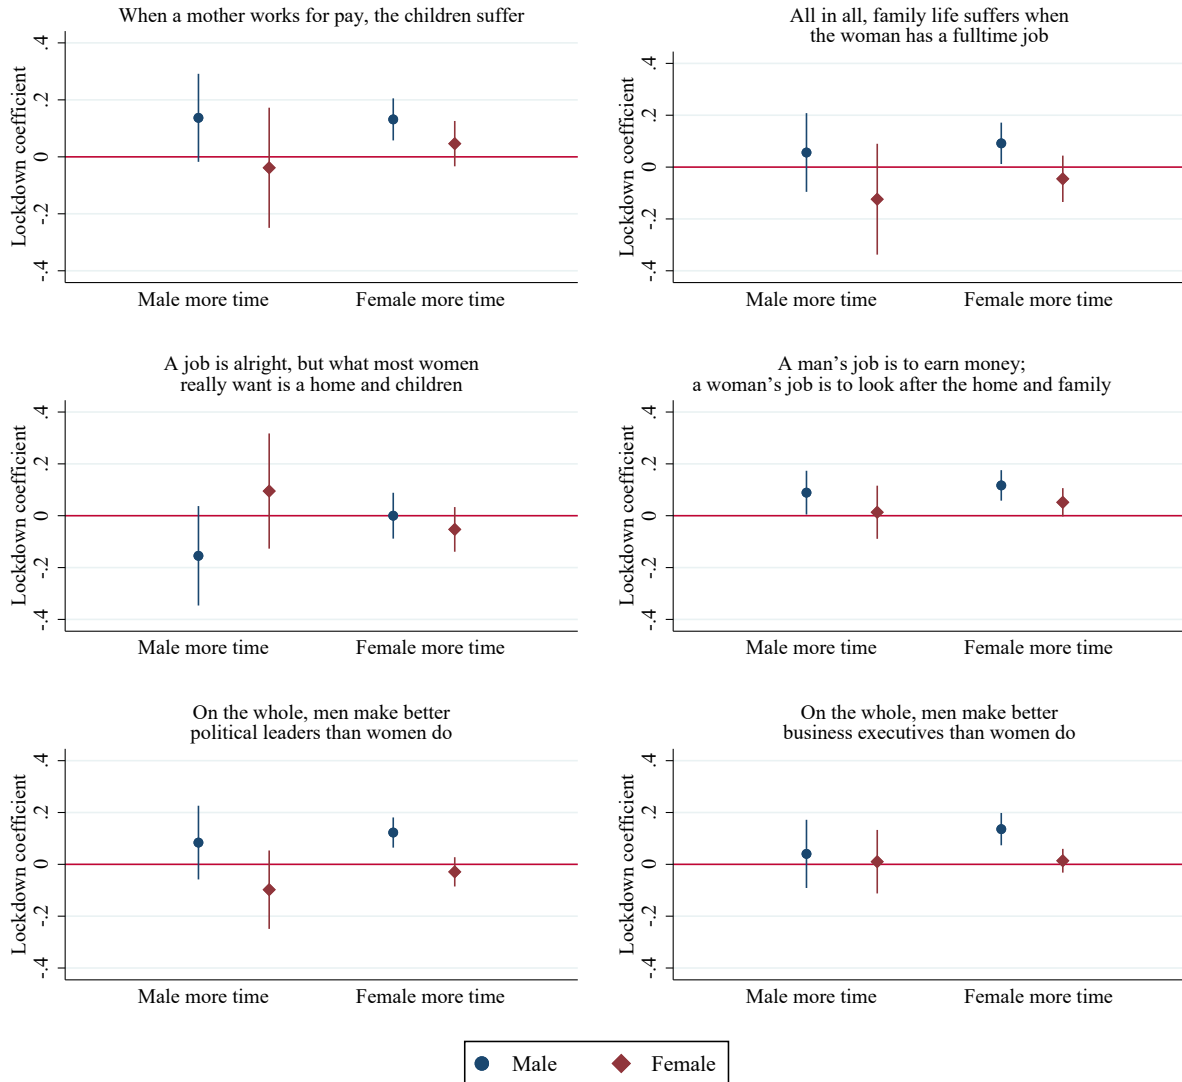 When a mother works for pay, the children suffer
Lockdown coefficient
.4
.2
0
-.2
-.4
Male more time
Female more time
All in all, family life suffers when
the woman has a fulltime job
Lockdown coefficient
.4
.2
0
-.2
-.4
Male more time
Female more time
A job is alright, but what most women
really want is a home and children
Lockdown coefficient
.4
.2
0
-.2
-.4
Male more time
Female more time
A man’s job is to earn money;
a woman’s job is to look after the home and family
Lockdown coefficient
.4
.2
0
-.2
-.4
Male more time
Female more time
On the whole, men make better
political leaders than women do
Lockdown coefficient
.4
.2
0
-.2
-.4
Male more time
Female more time
On the whole, men make better
business executives than women do
Lockdown coefficient
.4
.2
0
-.2
-.4
Male more time
Female more time
Male
Female